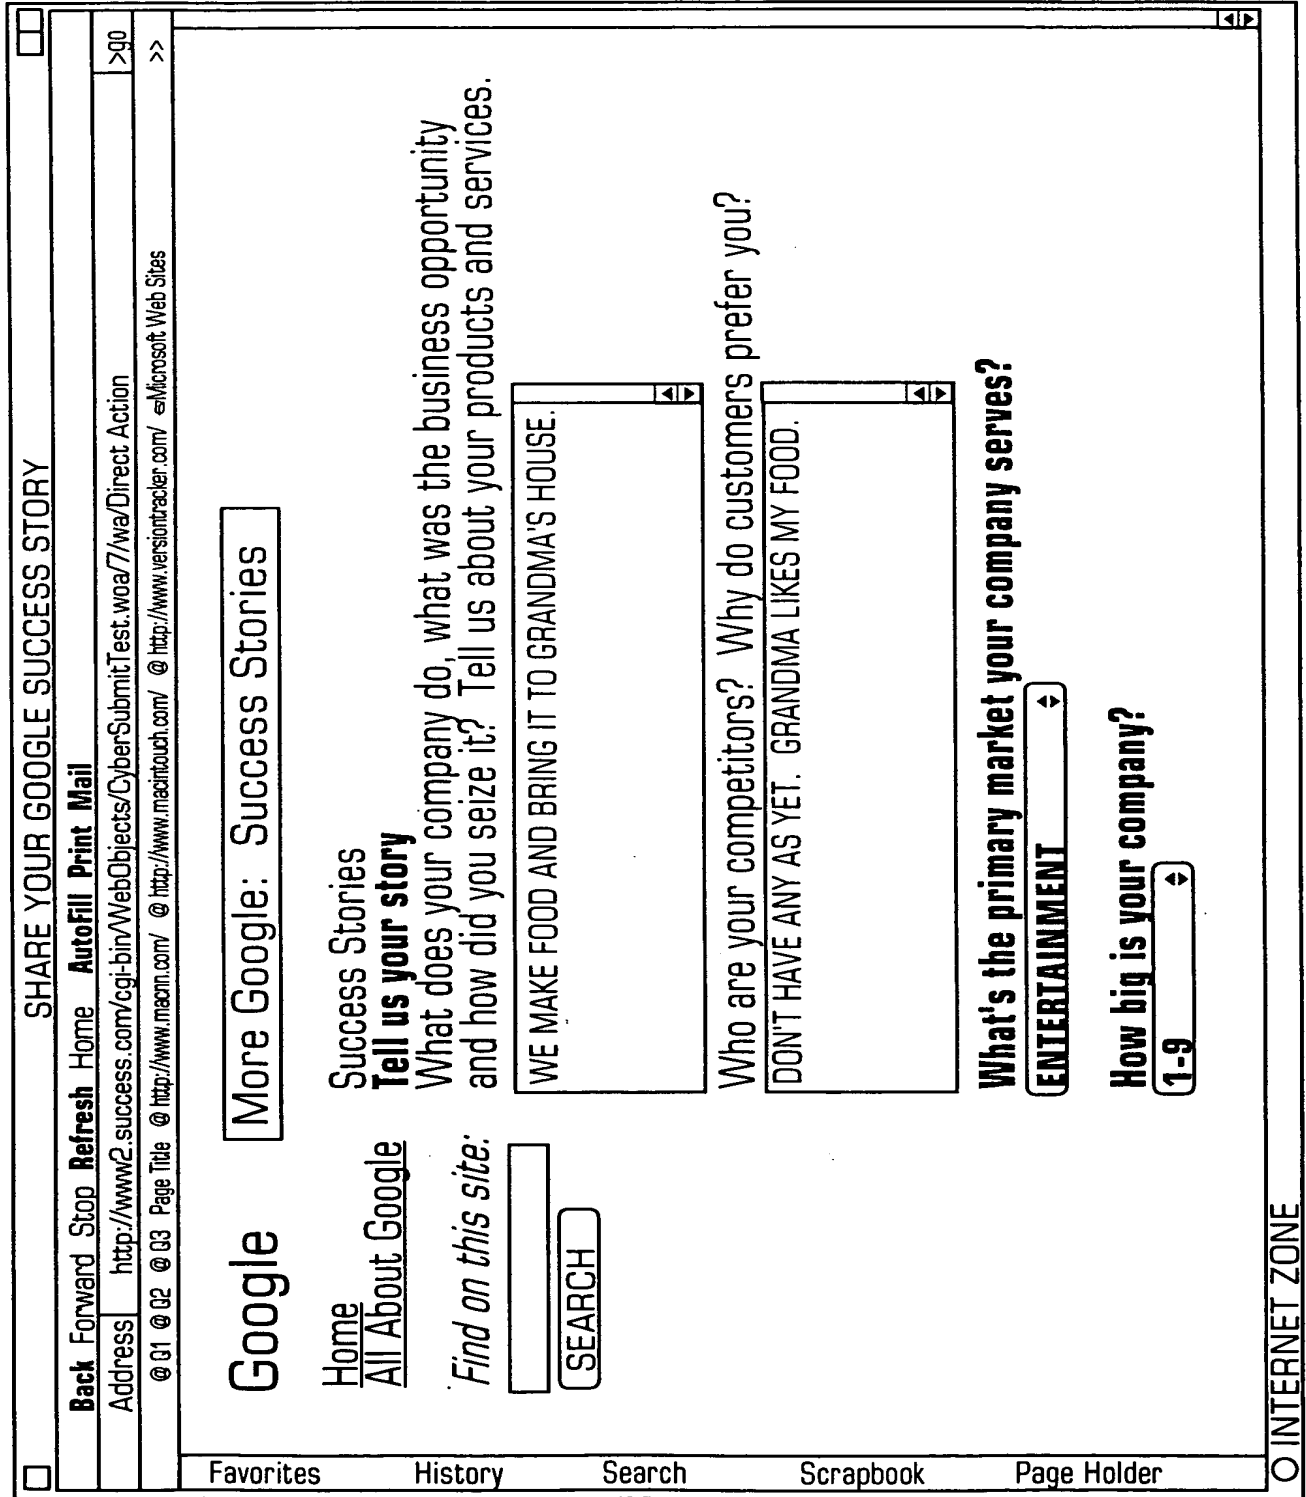 SHARE YOUR GOOGLE SUCCESS STORY
Back Forward Stop Refresh Home AutoFill Print Mail
Address http://www2.success.com/cgi-bin/WebObjects/CyberSubmitTest.woa/7/wa/Direct Action >go
@ Q1 @ Q2 @ Q3 Page Title @ http://www.macnn.com/ @ http://www.macintouch.com/ @ http://www.versiontracker.com/ Microsoft Web Sites >>
Favorites
History
Search
Scrapbook
Page Holder
Google
More Google: Success Stories
Home
All About Google
Find on this site:
SEARCH
Success Stories
Tell us your story
What does your company do, what was the business opportunity
and how did you seize it? Tell us about your products and services.
WE MAKE FOOD AND BRING IT TO GRANDMA'S HOUSE.
Who are your competitors? Why do customers prefer you?
DON'T HAVE ANY AS YET. GRANDMA LIKES MY FOOD.
What's the primary market your company serves?
ENTERTAINMENT
How big is your company?
1-9
INTERNET ZONE